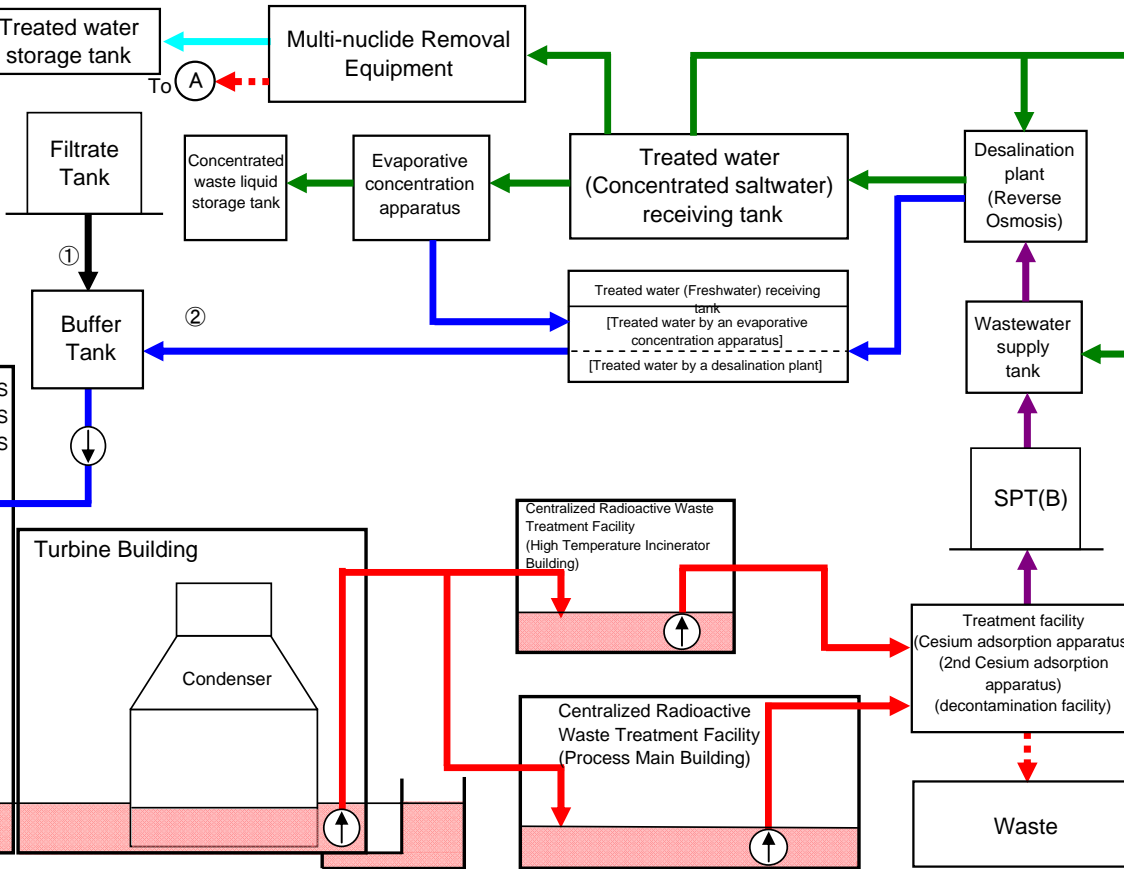 Treated water
storage tank
Multi-nuclide Removal
Equipment
To
A
Filtrate
Tank
Concentrated
waste liquid
storage tank
Evaporative
concentration
apparatus
Treated water
(Concentrated saltwater)
receiving tank
Desalination
plant
(Reverse
Osmosis)
①
②
Buffer
Tank
Treated water (Freshwater) receiving
tank
[Treated water by an evaporative
concentration apparatus]
[Treated water by a desalination plant]
Wastewater
supply
tank
S
S
S
SPT(B)
Turbine Building
Condenser
Centralized Radioactive Waste
Treatment Facility
(High Temperature Incinerator
Building)
Centralized Radioactive
Waste Treatment Facility
(Process Main Building)
Treatment facility
(Cesium adsorption apparatus
(2nd Cesium adsorption
apparatus)
(decontamination facility)
Waste